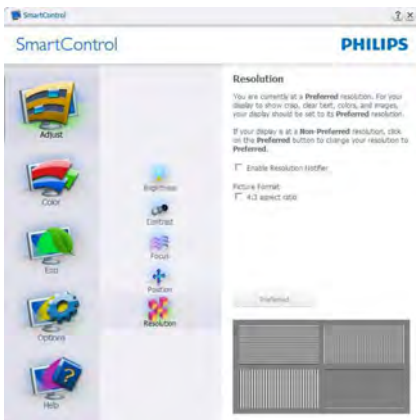 SmartControl
? ×
SmartControl
PHILIPS
Adjust
Color
Eco
Options
Help
Brightness
Contrast
Focus
Position
Resolution
Resolution
You are currently at a Preferred resolution. For your
display to show crisp, clear text, colors, and images,
your display should be set to its Preferred resolution.
If your display is at a Non-Preferred resolution, click
on the Preferred button to change your resolution to
Preferred.
Enable Resolution Notifier
Picture Format
4:3 aspect ratio
Preferred